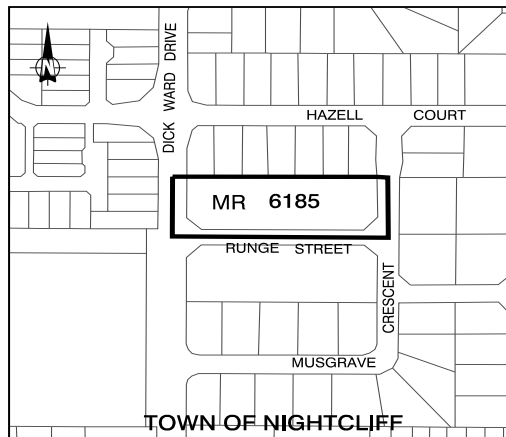 DICK WARD DRIVE
N
HAZELL COURT
MR 6185
RUNGE STREET
CRESCENT
MUSGRAVE
TOWN OF NIGHTCLIFF